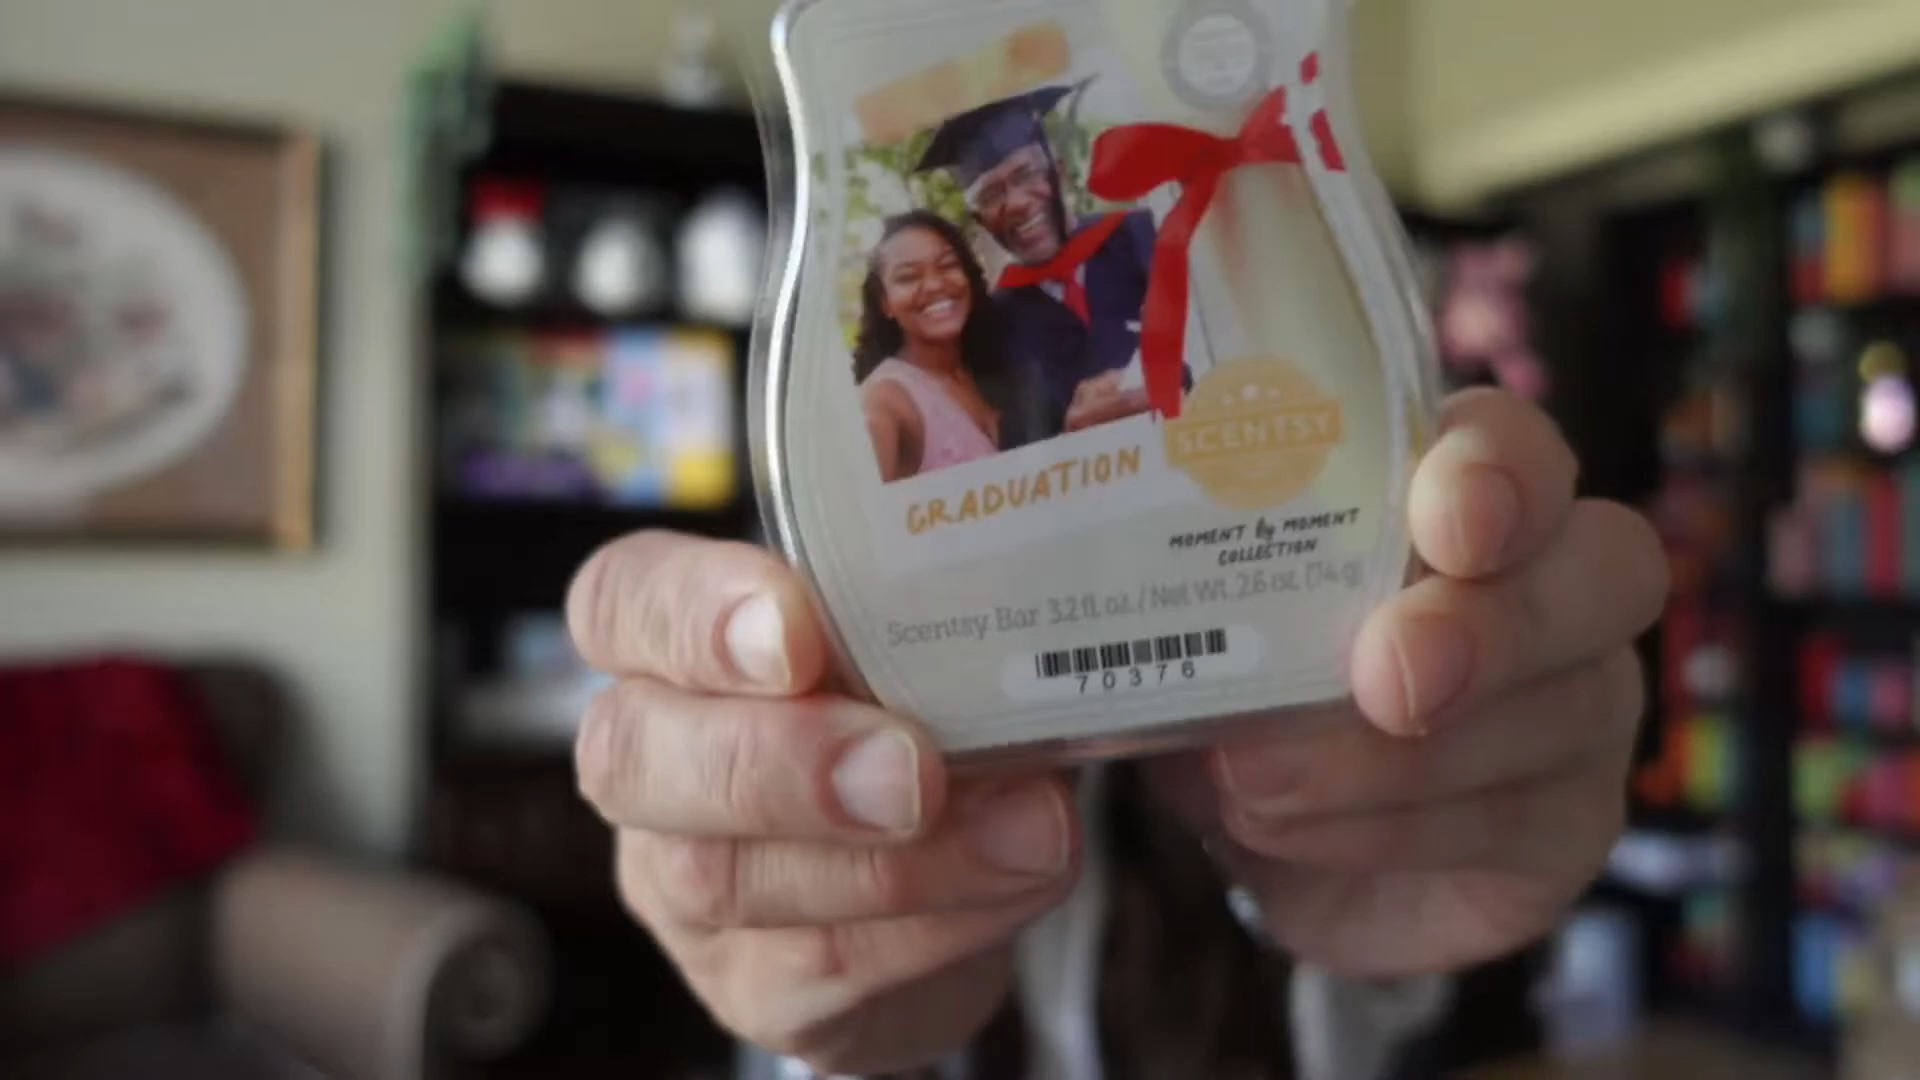 GRADUATION
SCENTSY
MOMENT by MOMENT
COLLECTION
Scentsy Bar 3.2 fl. oz. / Net Wt. 2.6 oz. (74 g)
70376